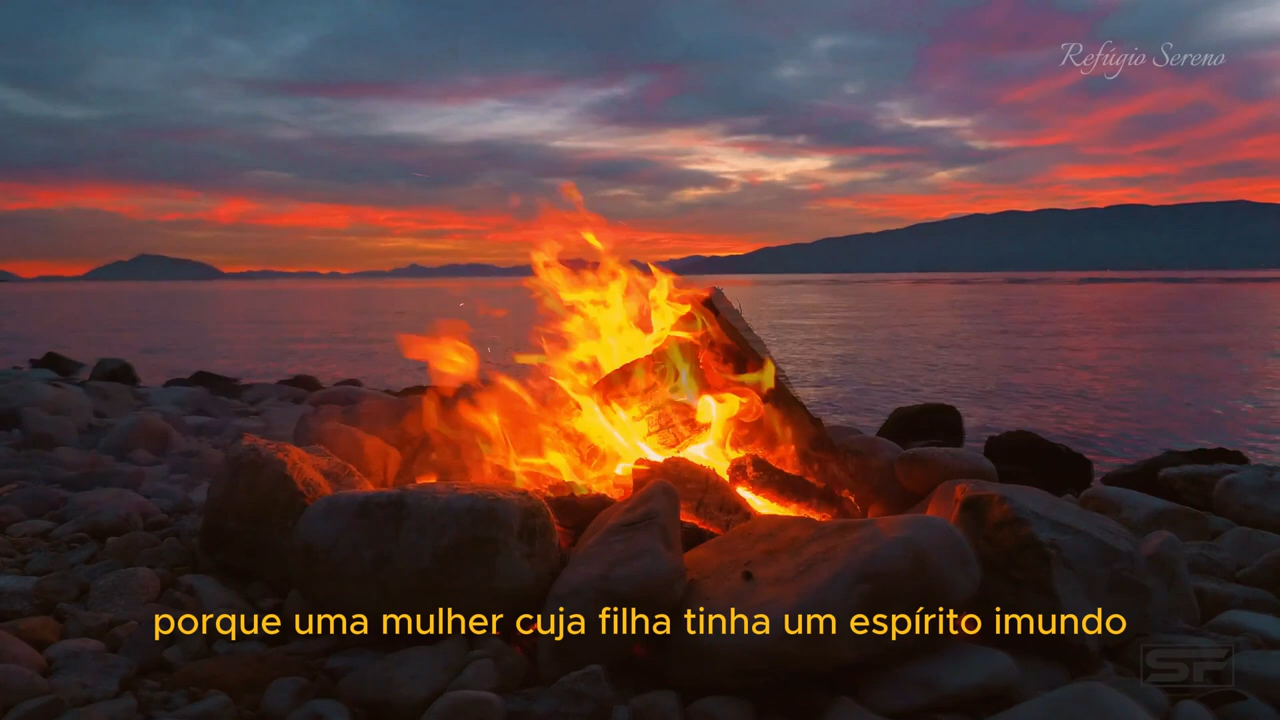 Refúgio Sereno
porque uma mulher cuja filha tinha um espírito imundo
SF